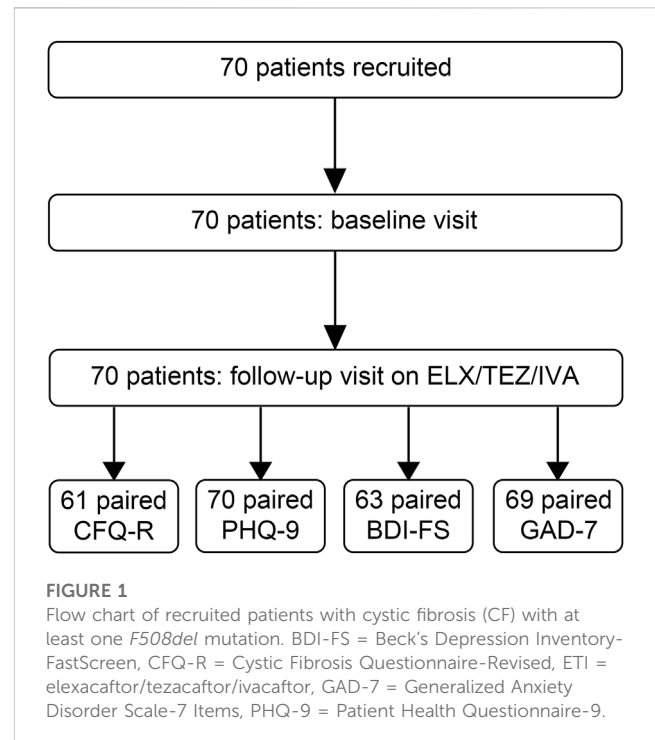 70 patients recruited
70 patients: baseline visit
70 patients: follow-up visit on ELX/TEZ/IVA
61 paired
CFQ-R
70 paired
PHQ-9
63 paired
BDI-FS
69 paired
GAD-7
FIGURE 1
Flow chart of recruited patients with cystic fibrosis (CF) with at
least one F508del mutation. BDI-FS = Beck's Depression Inventory-
FastScreen, CFQ-R = Cystic Fibrosis Questionnaire-Revised, ETI =
elexacaftor/tezacaftor/ivacaftor, GAD-7 = Generalized Anxiety
Disorder Scale-7 Items, PHQ-9 = Patient Health Questionnaire-9.